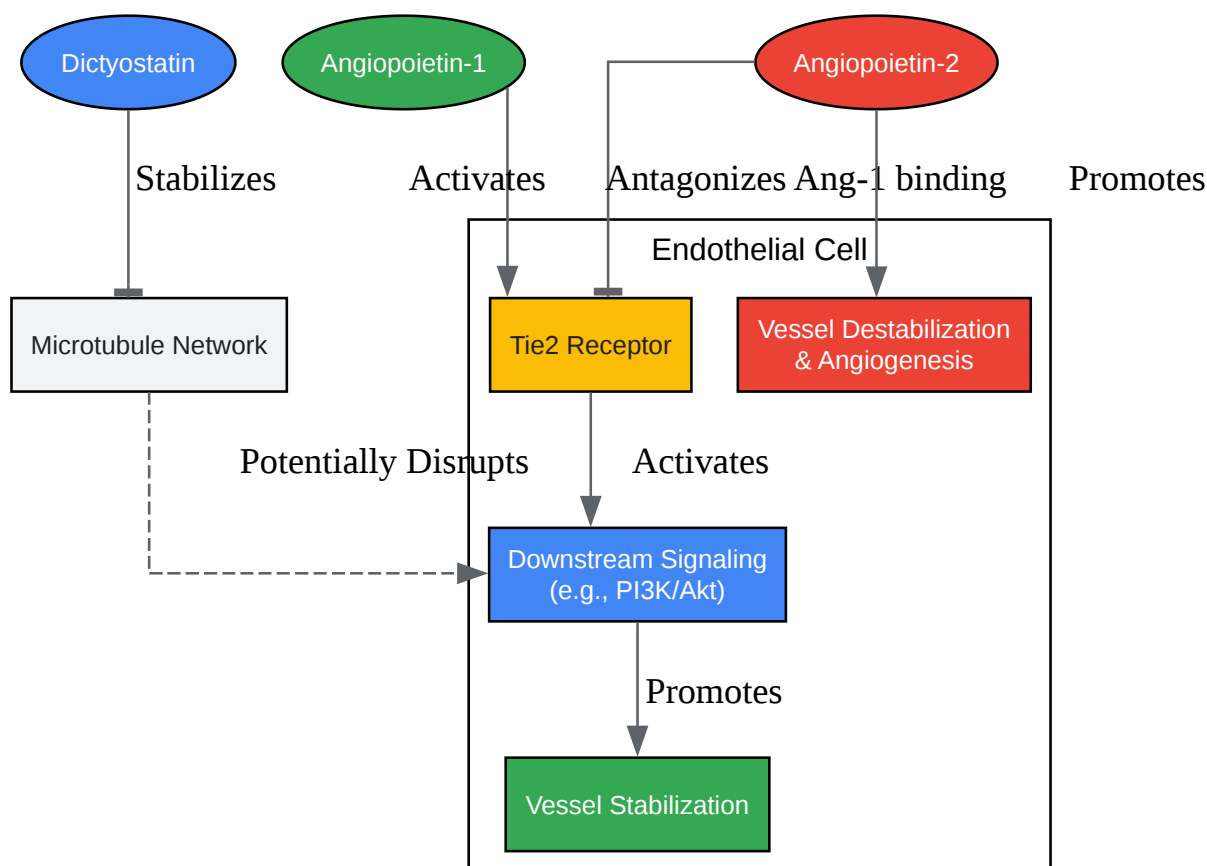 Dictyostatin
Angiopoietin-1
Angiopoietin-2
Stabilizes
Activates
Antagonizes Ang-1 binding
Promotes
Endothelial Cell
Microtubule Network
Tie2 Receptor
Vessel Destabilization
& Angiogenesis
Potentially Disrupts
Activates
Downstream Signaling
(e.g., PI3K/Akt)
Promotes
Vessel Stabilization